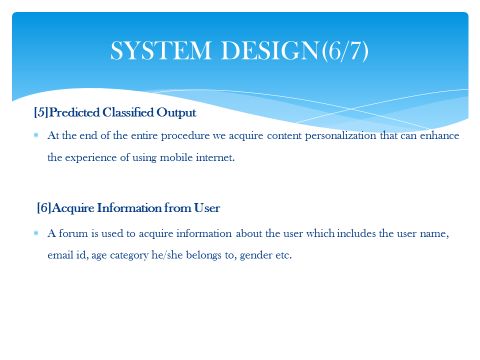 SYSTEM DESIGN(6/7)
[5]Predicted Classified Output
At the end of the entire procedure we acquire content personalization that can enhance
the experience of using mobile internet.
[6]Acquire Information from User
A forum is used to acquire information about the user which includes the user name,
email id, age category he/she belongs to, gender etc.